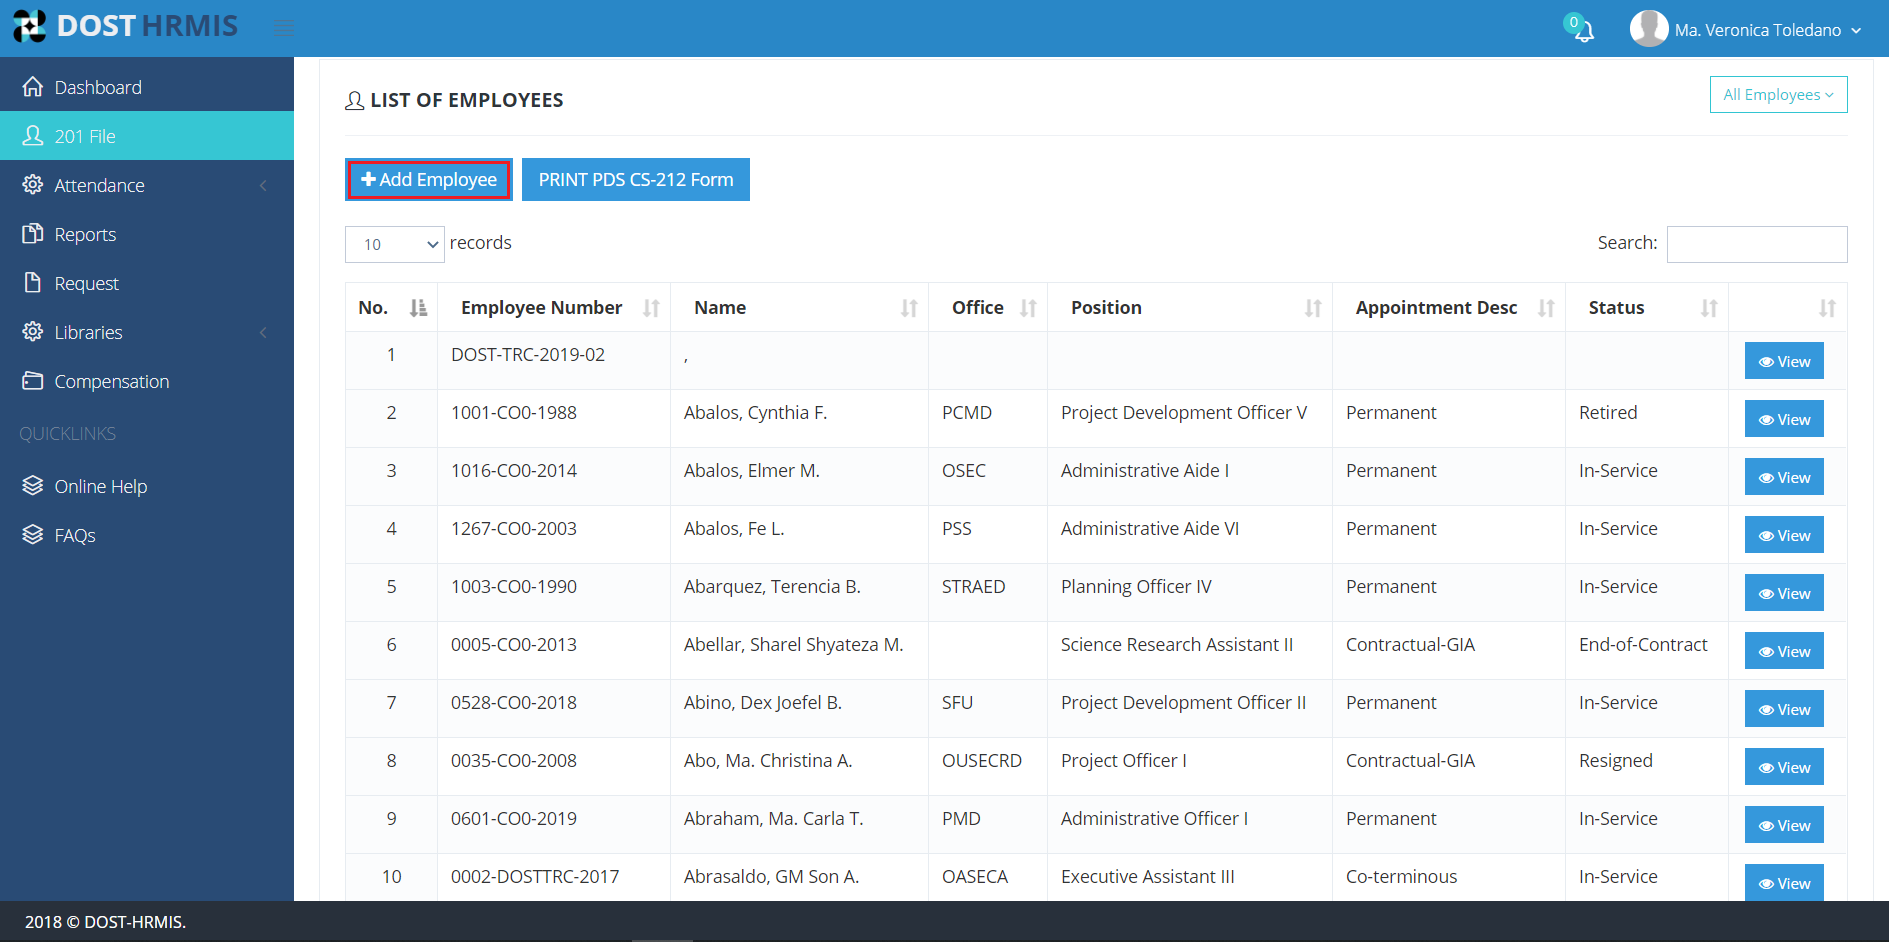 DOST HRMIS
0
Ma. Veronica Toledano
Dashboard
201 File
Attendance
Reports
Request
Libraries
Compensation
QUICKLINKS
Online Help
FAQs
LIST OF EMPLOYEES
All Employees
Add Employee
PRINT PDS CS-212 Form
10 records
Search:
No. Employee Number Name Office Position Appointment Desc Status
1 DOST-TRC-2019-02 , View
2 1001-CO0-1988 Abalos, Cynthia F. PCMD Project Development Officer V Permanent Retired View
3 1016-CO0-2014 Abalos, Elmer M. OSEC Administrative Aide I Permanent In-Service View
4 1267-CO0-2003 Abalos, Fe L. PSS Administrative Aide VI Permanent In-Service View
5 1003-CO0-1990 Abarquez, Terencia B. STRAED Planning Officer IV Permanent In-Service View
6 0005-CO0-2013 Abellar, Sharel Shyateza M. Science Research Assistant II Contractual-GIA End-of-Contract View
7 0528-CO0-2018 Abino, Dex Joefel B. SFU Project Development Officer II Permanent In-Service View
8 0035-CO0-2008 Abo, Ma. Christina A. OUSECRD Project Officer I Contractual-GIA Resigned View
9 0601-CO0-2019 Abraham, Ma. Carla T. PMD Administrative Officer I Permanent In-Service View
10 0002-DOSTTRC-2017 Abrasaldo, GM Son A. OASECA Executive Assistant III Co-terminous In-Service View
2018 © DOST-HRMIS.